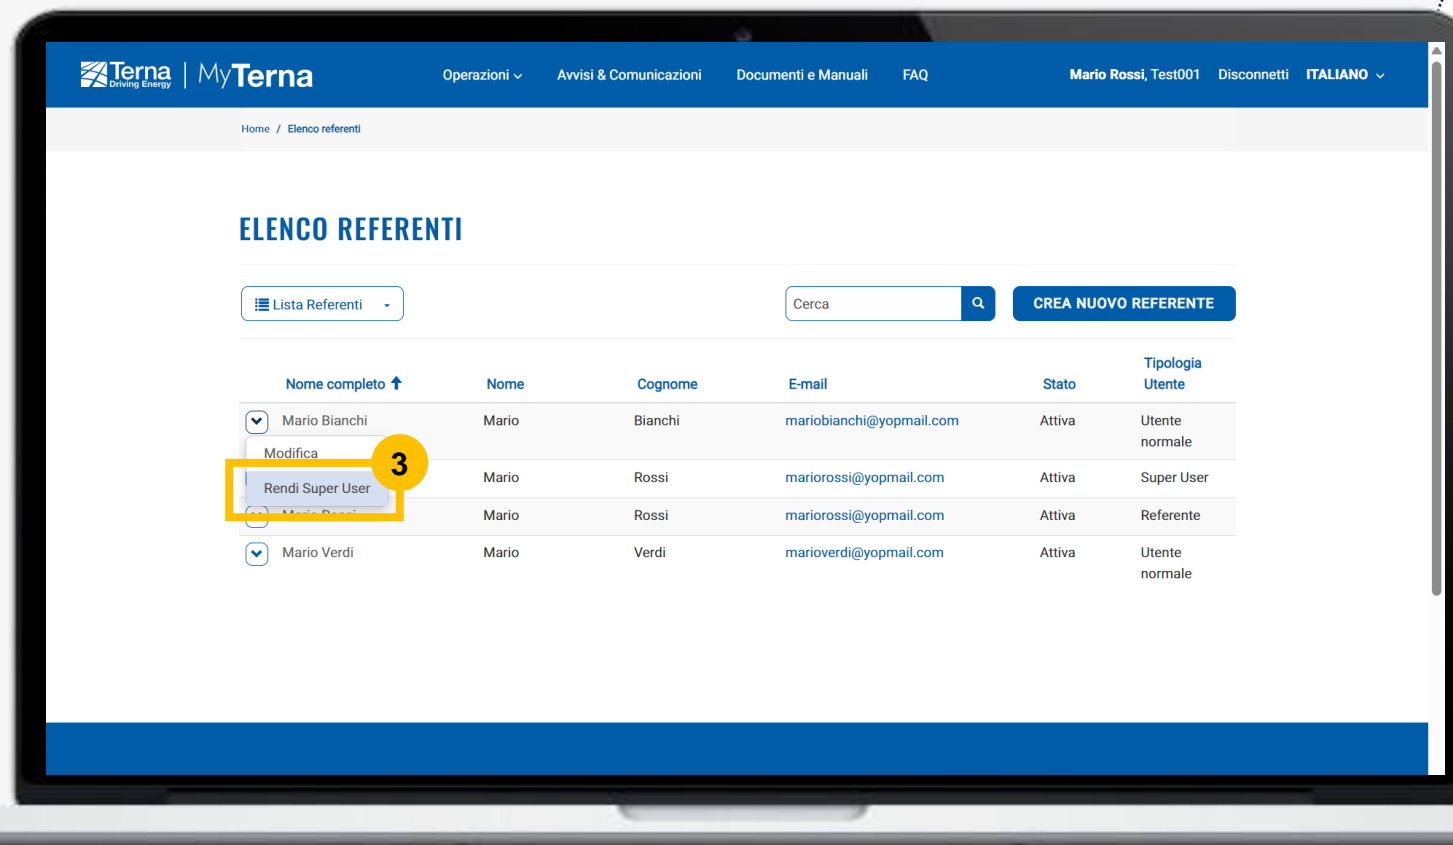 Terna Driving Energy | MyTerna
Operazioni Avvisi & Comunicazioni Documenti e Manuali FAQ Mario Rossi, Test001 Disconnetti ITALIANO
Home / Elenco referenti
ELENCO REFERENTI
Lista Referenti Cerca CREA NUOVO REFERENTE
Nome completo Nome Cognome E-mail Stato Tipologia Utente
Mario Bianchi Mario Bianchi mariobianchi@yopmail.com Attiva Utente normale
Modifica
3
Rendi Super User
Mario Rossi mariorossi@yopmail.com Attiva Super User
Mario Rossi Mario Rossi mariorossi@yopmail.com Attiva Referente
Mario Verdi Mario Verdi marioverdi@yopmail.com Attiva Utente normale